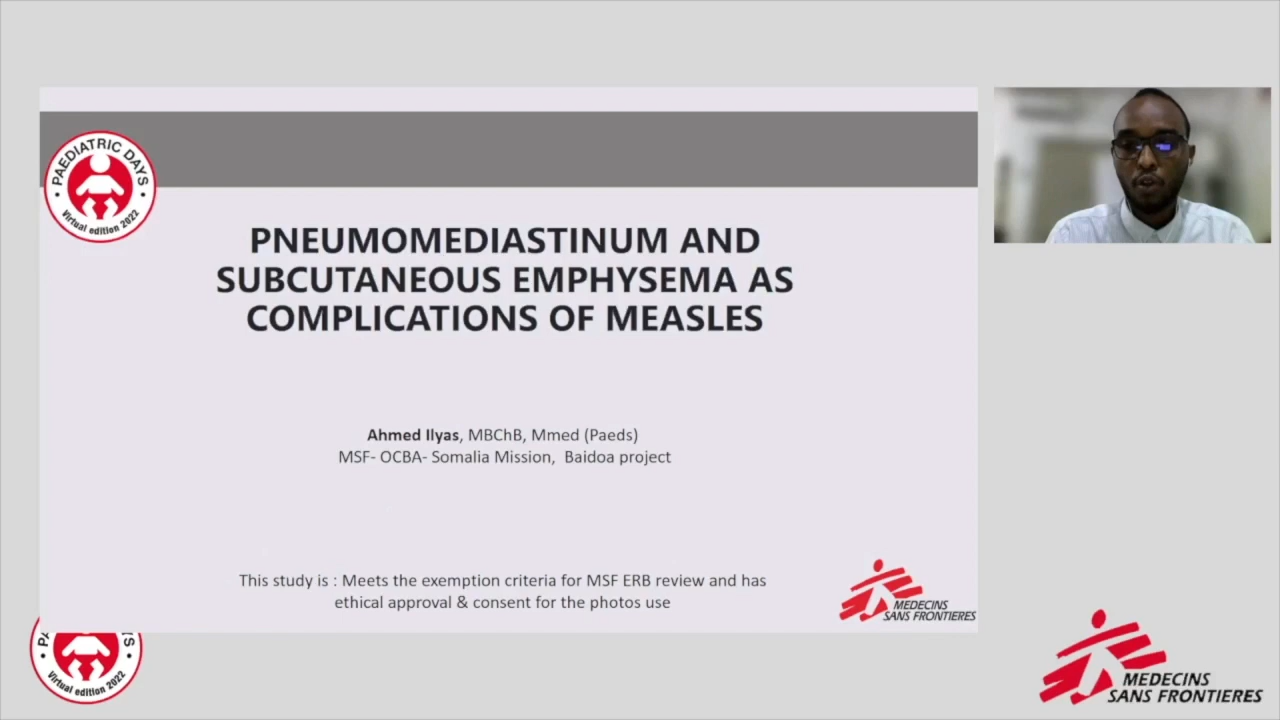 PAEDIATRIC DAYS
Virtual edition 2022
PNEUMOMEDIASTINUM AND
SUBCUTANEOUS EMPHYSEMA AS
COMPLICATIONS OF MEASLES
Ahmed Ilyas, MBChB, Mmed (Paeds)
MSF- OCBA- Somalia Mission, Baidoa project
This study is : Meets the exemption criteria for MSF ERB review and has
ethical approval & consent for the photos use
MEDECINS
SANS FRONTIERES
PA
S
Virtual edition 2022
MEDECINS
SANS FRONTIERES